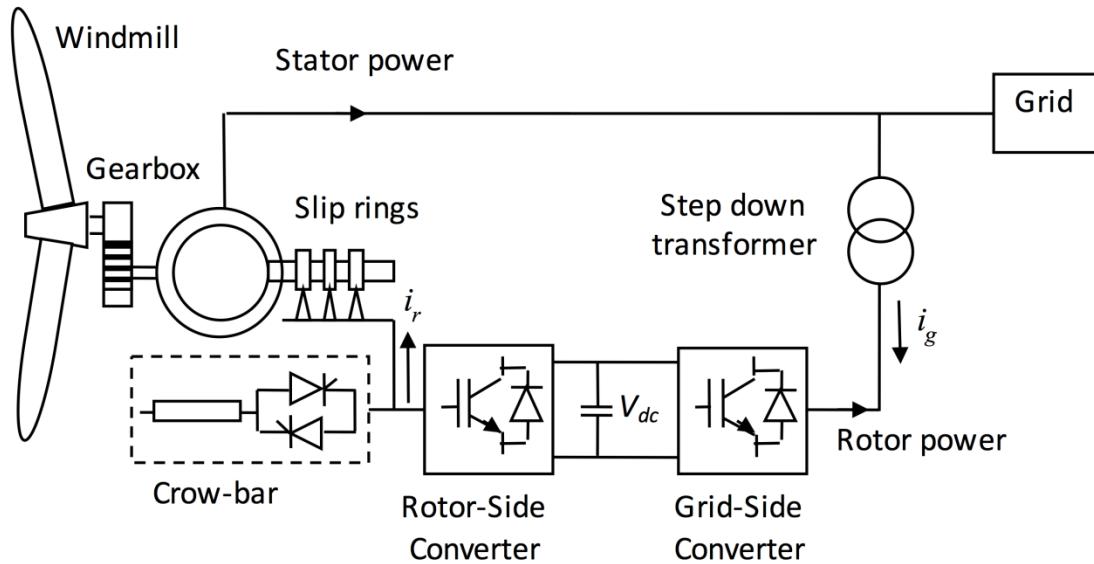 Windmill
Stator power
Grid
Gearbox
Slip rings
Step down
transformer
i_r
i_g
V_dc
Rotor power
Crow-bar
Rotor-Side
Converter
Grid-Side
Converter